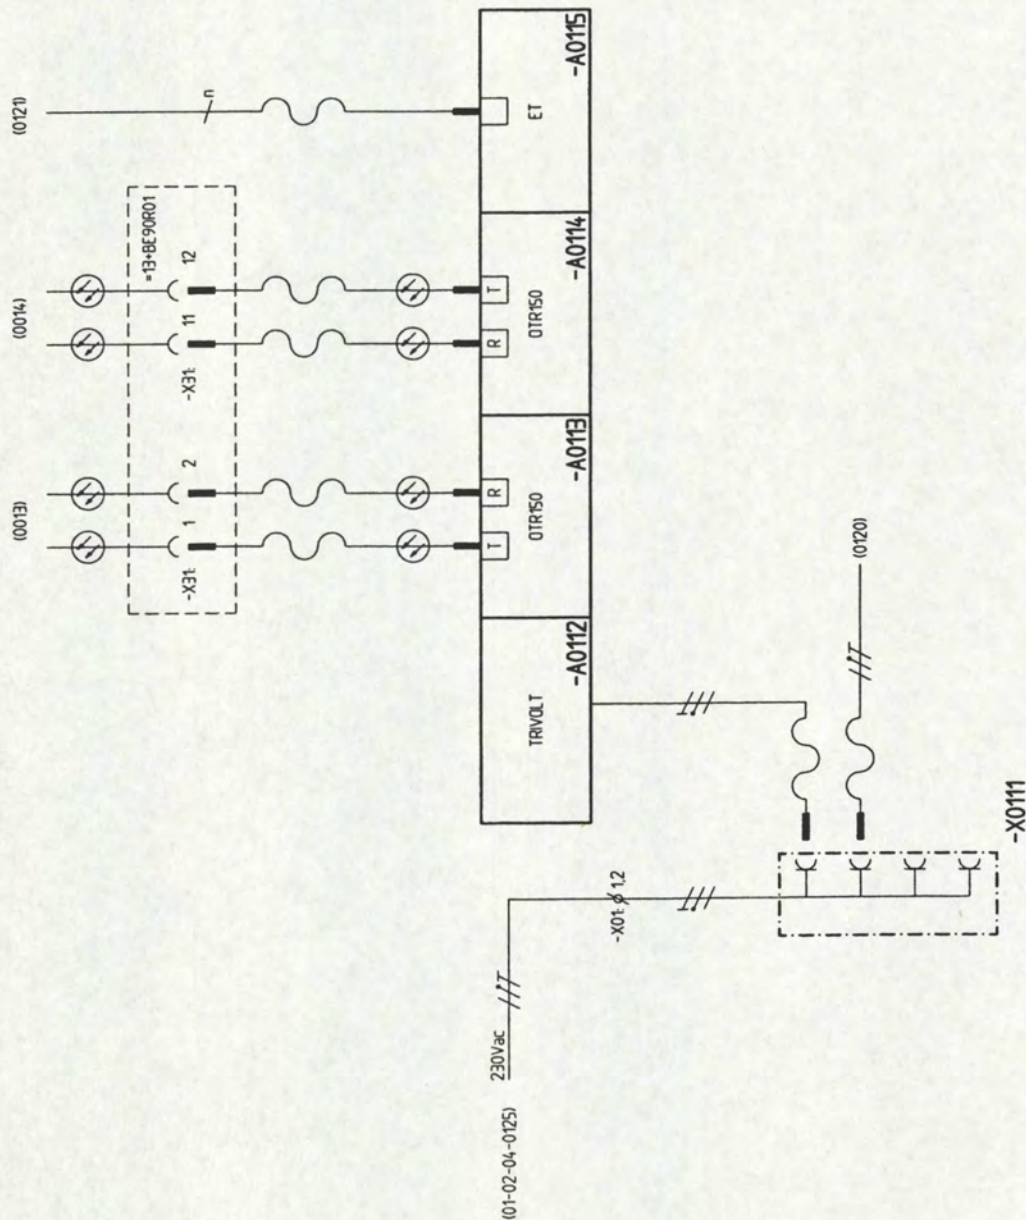 (0013)
(0014)
(0121)
=13+BE90R01
-X31: 1 2
-X31: 11 12
n
T R
R T
TRIVOLT
OTR150
OTR150
ET
-A0112
-A0113
-A0114
-A0115
230Vac
(01-02-04-0125)
-X01: 1,2
(0120)
-X0111